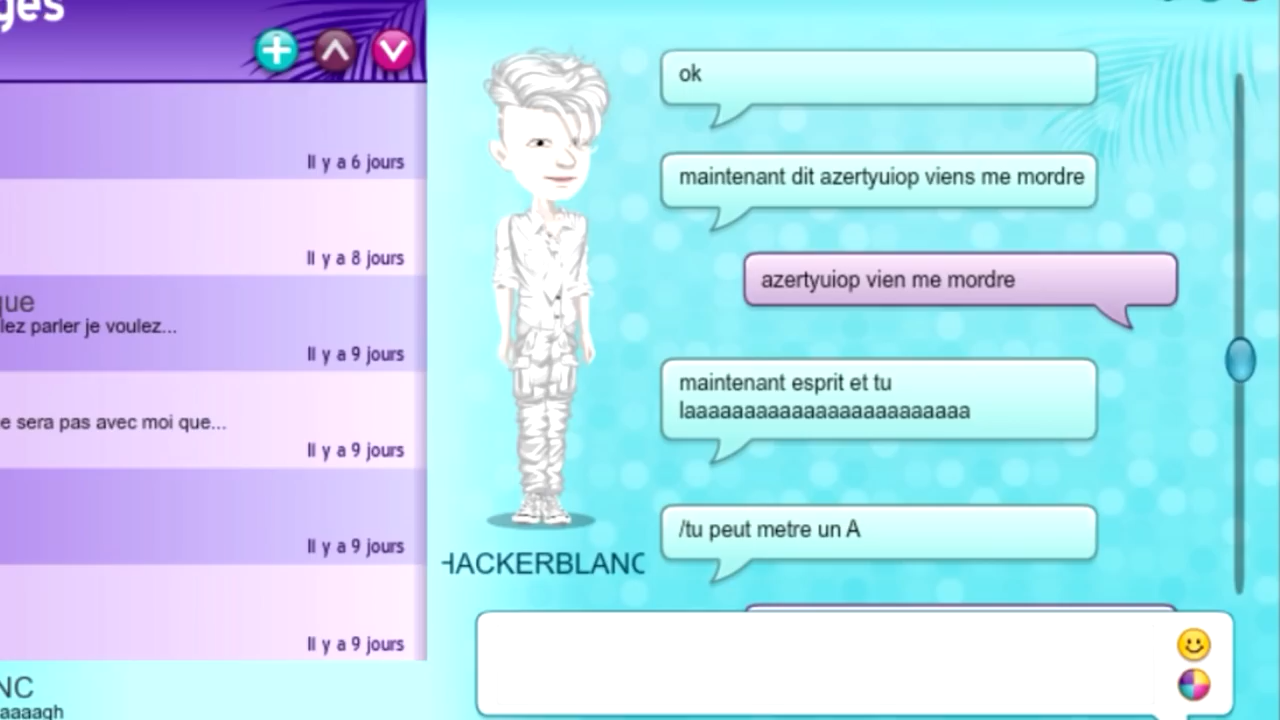 ges
Il y a 6 jours
Il y a 8 jours
que
lez parler je voulez...
Il y a 9 jours
e sera pas avec moi que...
Il y a 9 jours
Il y a 9 jours
Il y a 9 jours
NC
aaaagh
HACKERBLANC
ok
maintenant dit azertyuiop viens me mordre
azertyuiop vien me mordre
maintenant esprit et tu
laaaaaaaaaaaaaaaaaaaaaaaa
/tu peut metre un A